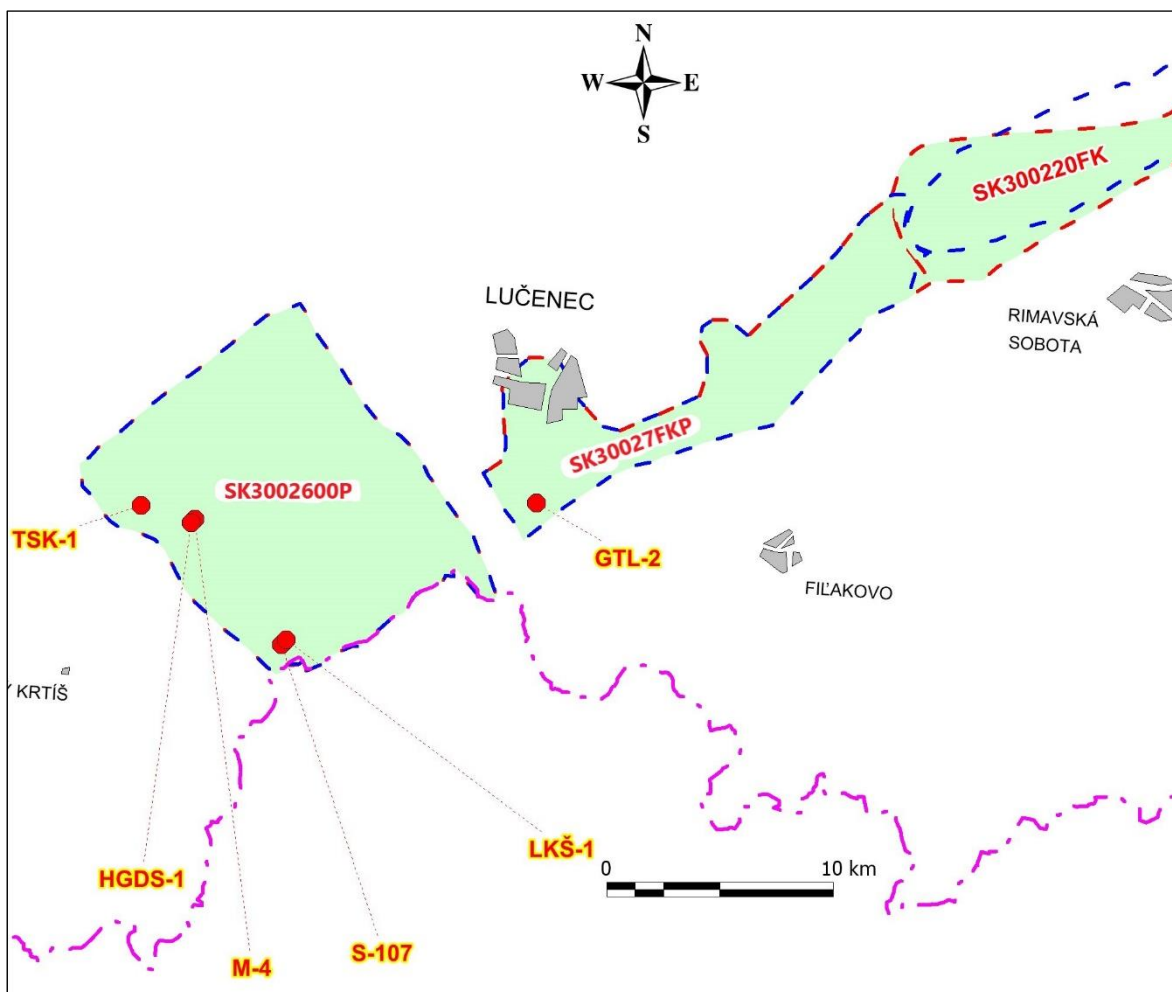 N
W
E
S
SK300220FK
LUČENEC
RIMAVSKÁ
SOBOTA
SK30027FKP
SK3002600P
TSK-1
GTL-2
FIĽAKOVO
KRTÍŠ
LKŠ-1
0
10 km
HGDS-1
S-107
M-4